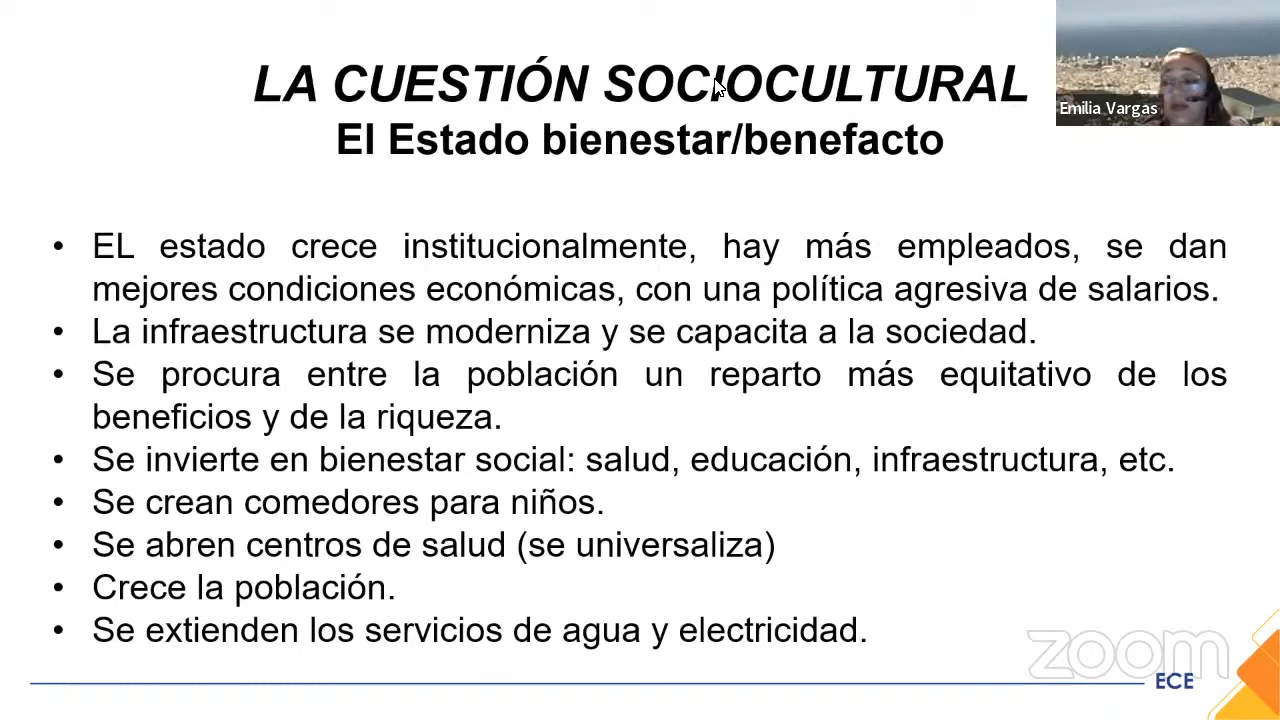 LA CUESTIÓN SOCIOCULTURAL
El Estado bienestar/benefacto
Emilia Vargas
• EL estado crece institucionalmente, hay más empleados, se dan
mejores condiciones económicas, con una política agresiva de salarios.
• La infraestructura se moderniza y se capacita a la sociedad.
• Se procura entre la población un reparto más equitativo de los
beneficios y de la riqueza.
• Se invierte en bienestar social: salud, educación, infraestructura, etc.
• Se crean comedores para niños.
• Se abren centros de salud (se universaliza)
• Crece la población.
• Se extienden los servicios de agua y electricidad.
zoom
ECE